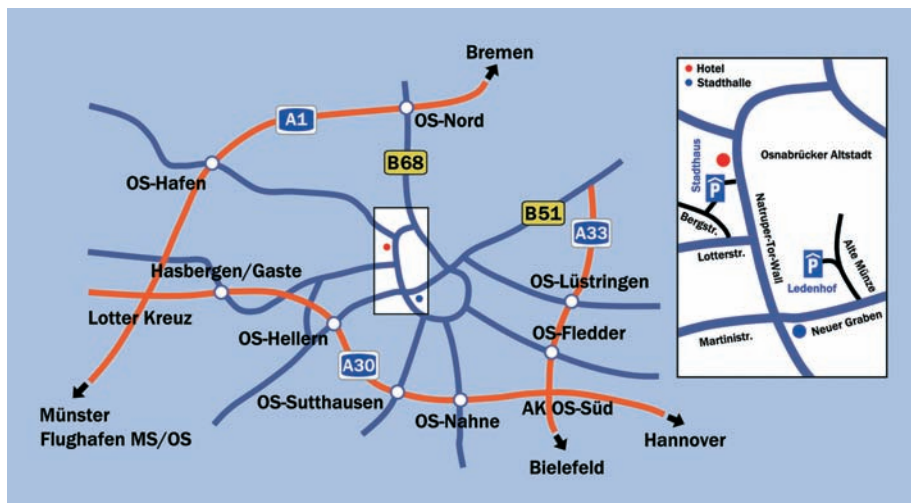 Bremen
A1
OS-Nord
B68
OS-Hafen
B51
A33
Hasbergen/Gaste
OS-Lüstringen
Lotter Kreuz
OS-Hellern
OS-Fledder
A30
OS-Sutthausen
OS-Nahne
AK OS-Süd
Münster
Flughafen MS/OS
Hannover
Bielefeld
Hotel
Stadthalle
Osnabrücker Altstadt
Stadthaus
P
Bergstr.
Natruper-Tor-Wall
Lotterstr.
P
Alte Münze
Ledenhof
Martinistr.
Neuer Graben